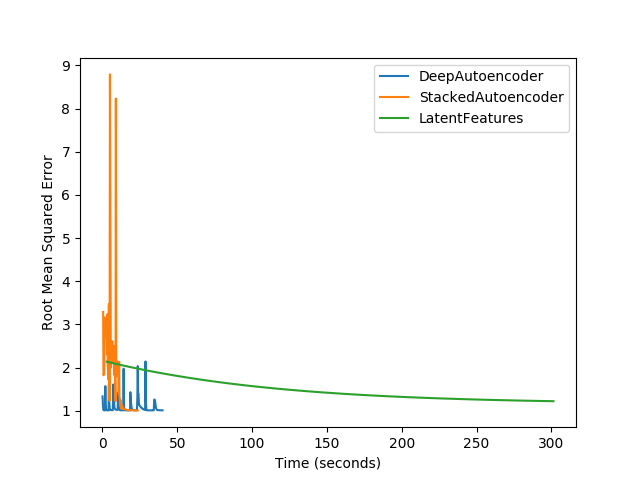 DeepAutoencoder
StackedAutoencoder
LatentFeatures
Root Mean Squared Error
9
8
7
6
5
4
3
2
1
0 50 100 150 200 250 300
Time (seconds)